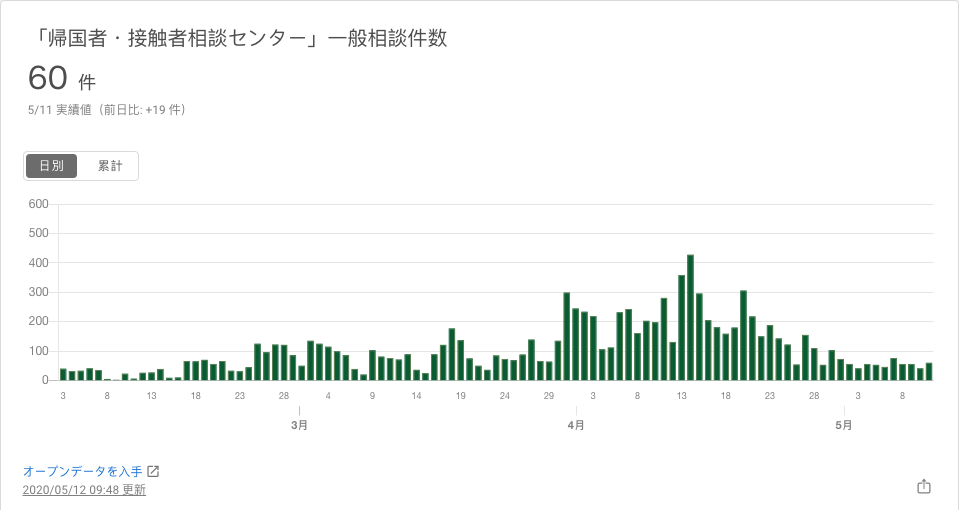 「帰国者・接触者相談センター」一般相談件数
60 件
5/11 実績値（前日比: +19 件）
日別 累計
600
500
400
300
200
100
0
3 8 13 18 23 28 4 9 14 19 24 29 3 8 13 18 23 28 3 8
3月 4月 5月
オープンデータを入手
2020/05/12 09:48 更新